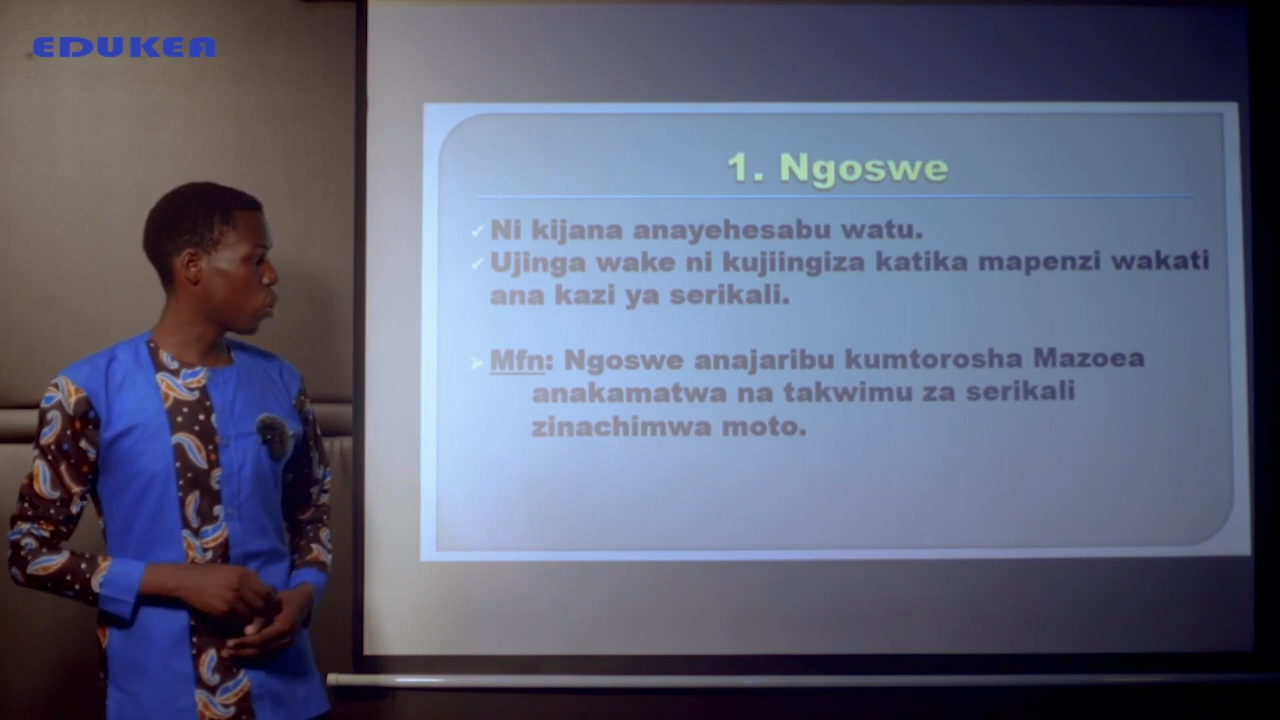 EDUKEA
1. Ngoswe
Ni kijana anayehesabu watu.
Ujinga wake ni kujiingiza katika mapenzi wakati
ana kazi ya serikali.
Mfn: Ngoswe anajaribu kumtorosha Mazoea
anakamatwa na takwimu za serikali
zinachimwa moto.